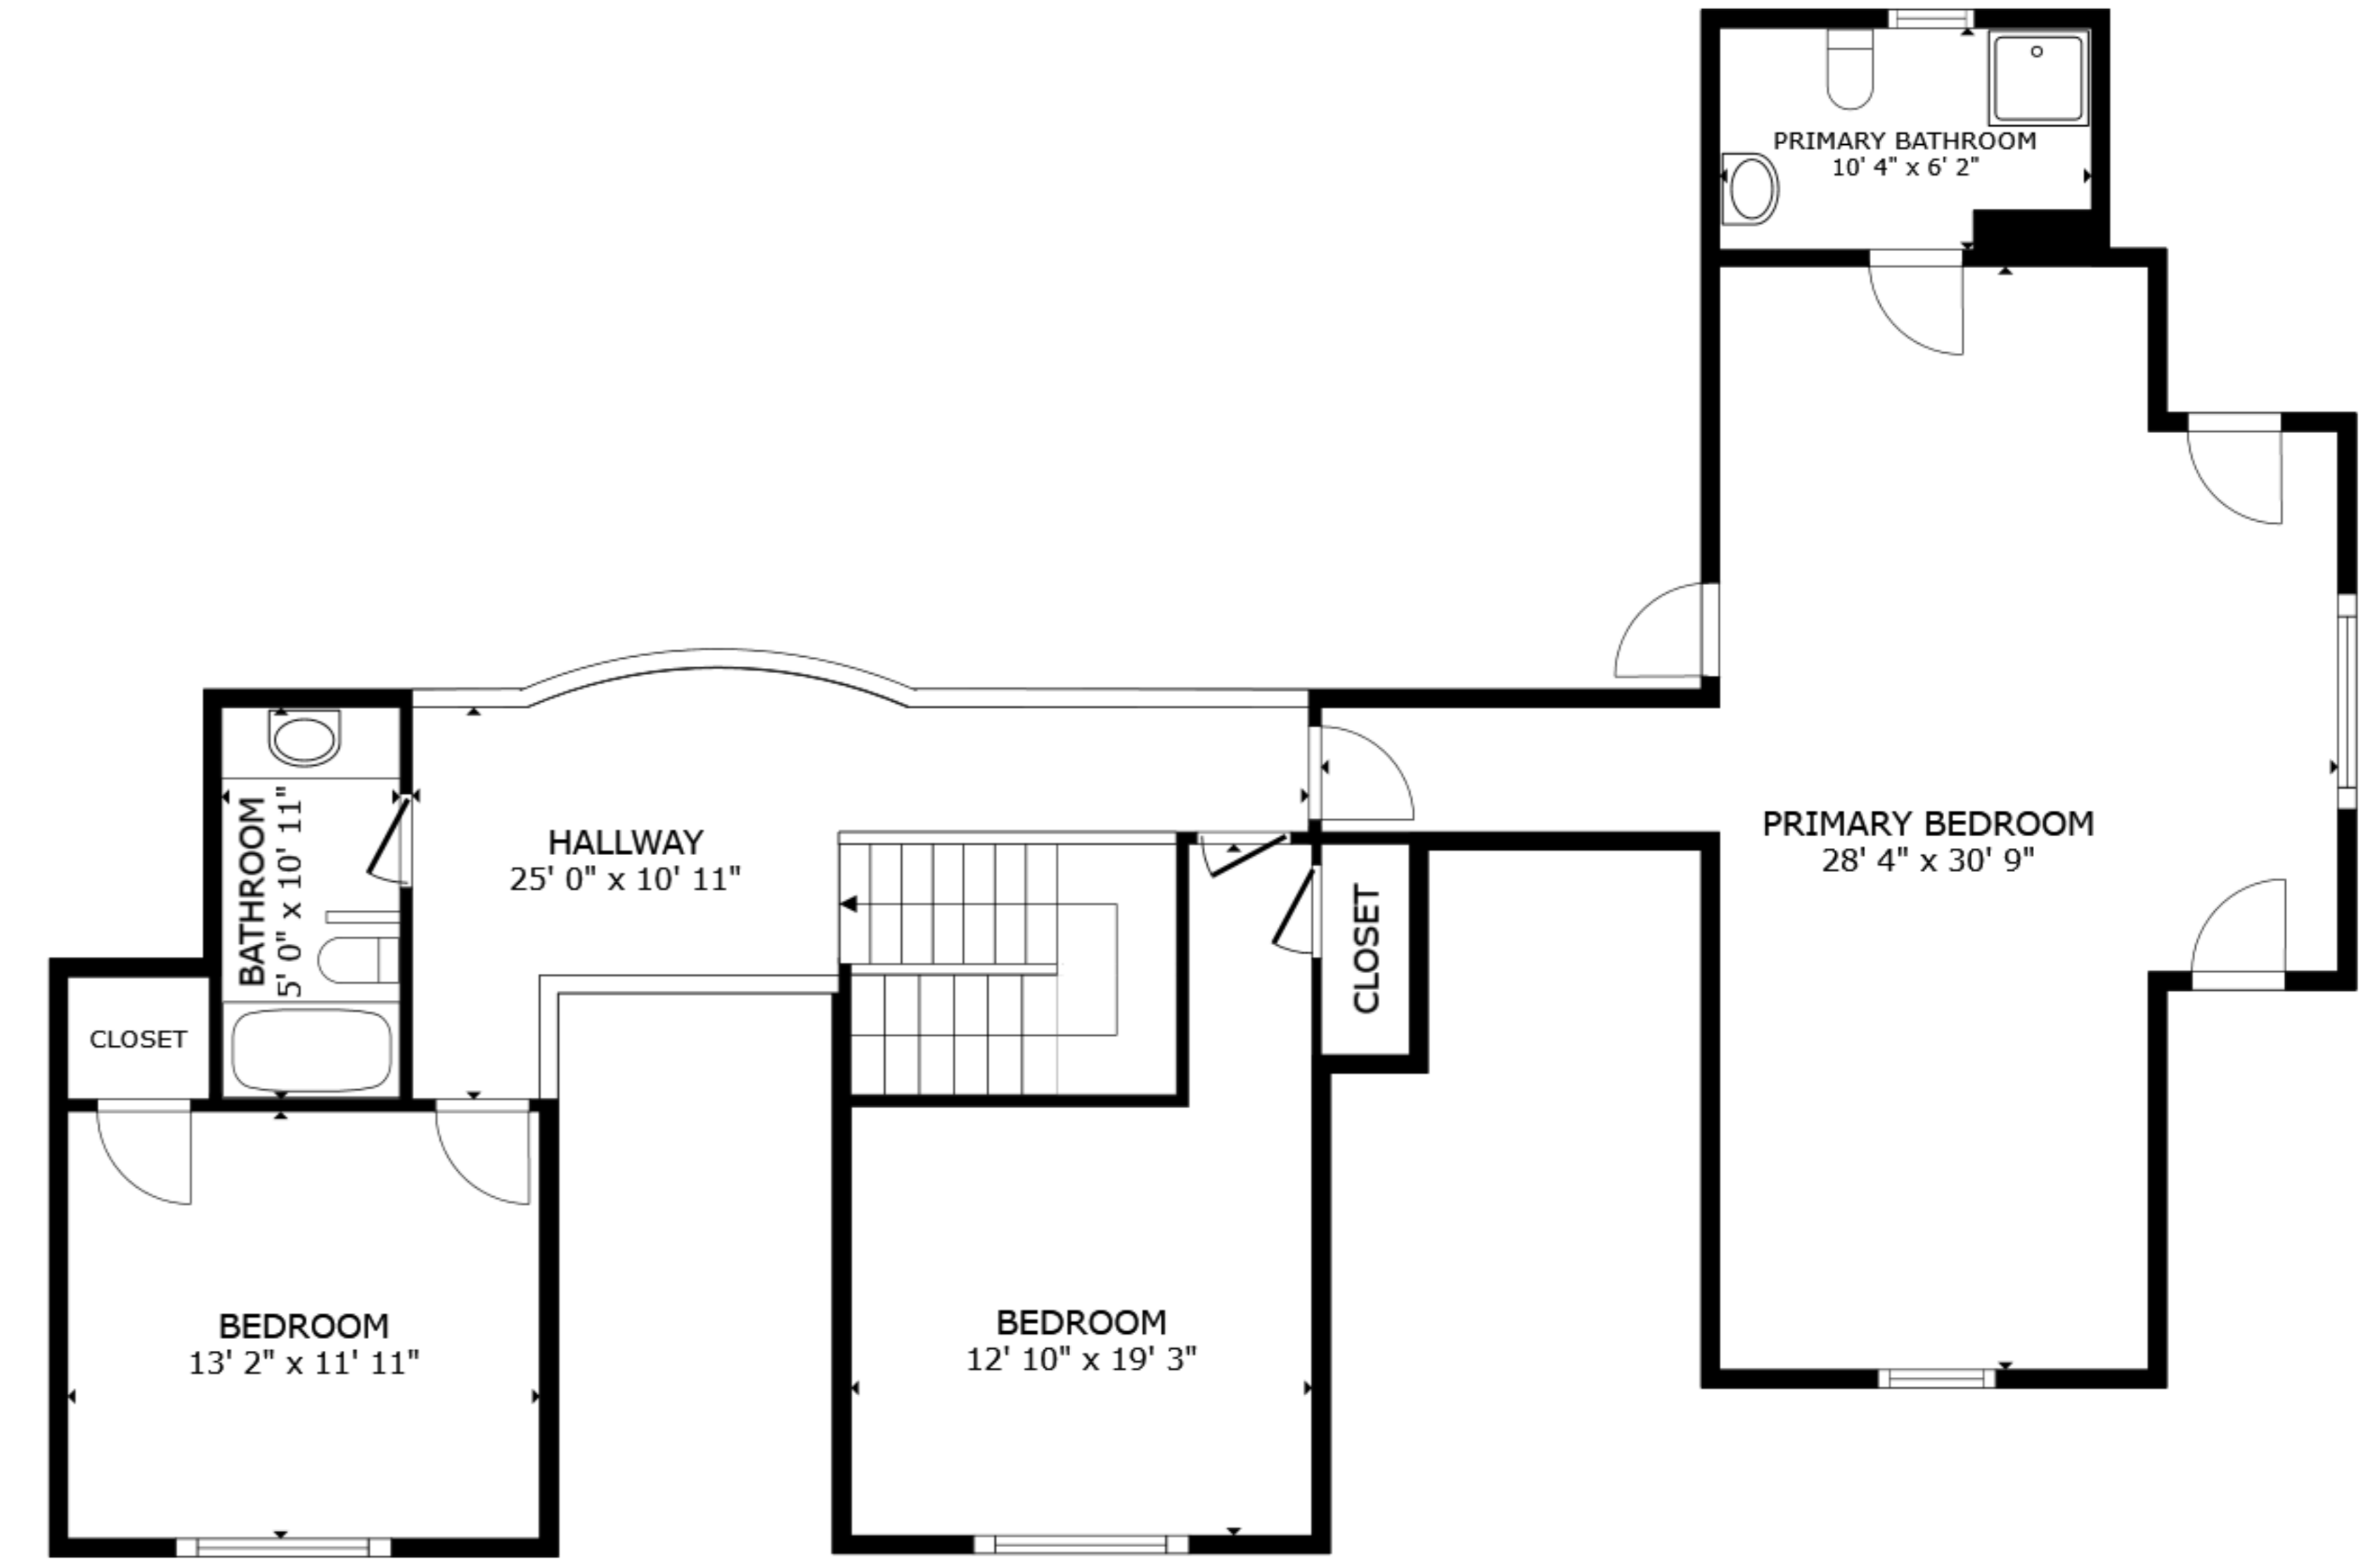 PRIMARY BATHROOM
10' 4" x 6' 2"
HALLWAY
25' 0" x 10' 11"
PRIMARY BEDROOM
28' 4" x 30' 9"
BATHROOM
5' 0" x 10' 11"
CLOSET
CLOSET
BEDROOM
13' 2" x 11' 11"
BEDROOM
12' 10" x 19' 3"